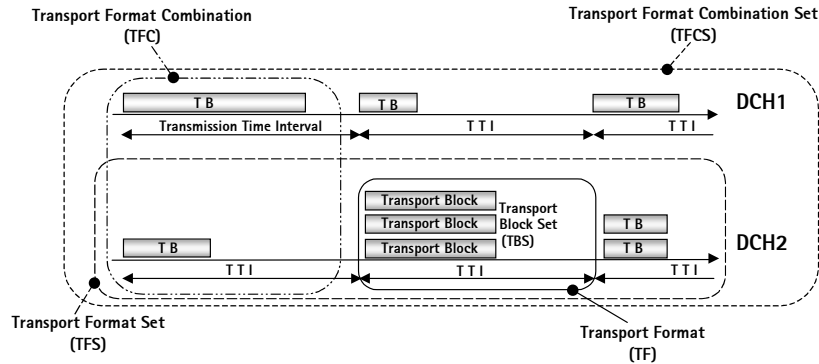 Transport Format Combination
(TFC)
Transport Format Combination Set
(TFCS)
T B
T B
T B
DCH1
Transmission Time Interval
T T I
T T I
Transport Block
Transport Block
Transport Block
Transport
Block Set
(TBS)
T B
T B
T B
DCH2
T T I
T T I
T T I
Transport Format Set
(TFS)
Transport Format
(TF)